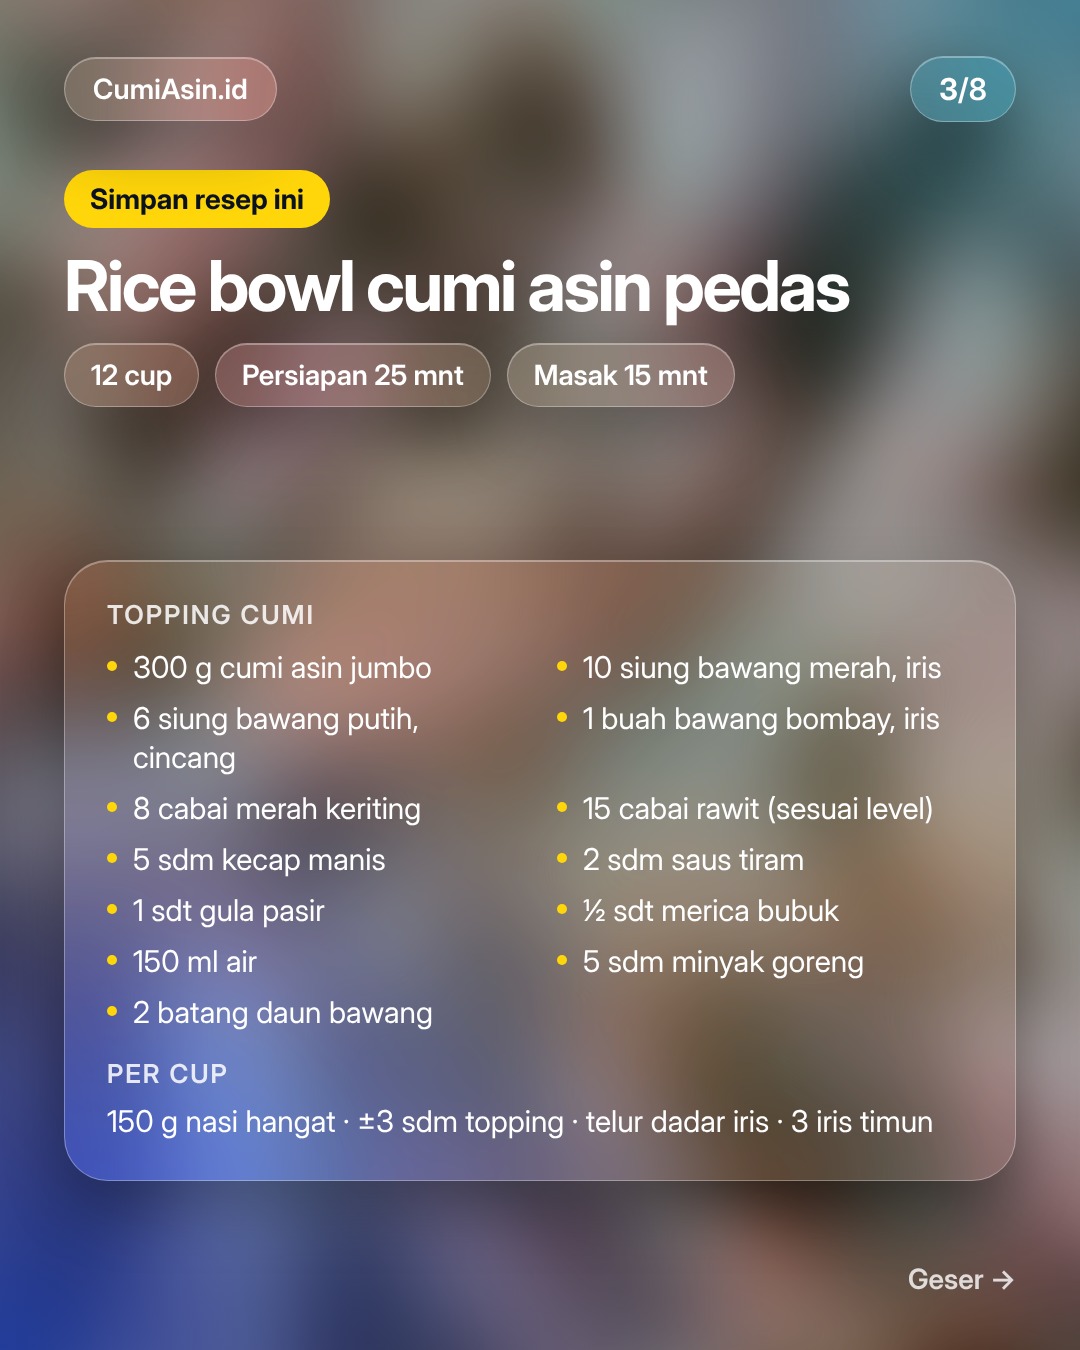 CumiAsin.id
3/8
Simpan resep ini
Rice bowl cumi asin pedas
12 cup
Persiapan 25 mnt
Masak 15 mnt
TOPPING CUMI
• 300 g cumi asin jumbo
• 10 siung bawang merah, iris
• 6 siung bawang putih,
cincang
• 1 buah bawang bombay, iris
• 8 cabai merah keriting
• 15 cabai rawit (sesuai level)
• 5 sdm kecap manis
• 2 sdm saus tiram
• 1 sdt gula pasir
• ½ sdt merica bubuk
• 150 ml air
• 5 sdm minyak goreng
• 2 batang daun bawang
PER CUP
150 g nasi hangat · ±3 sdm topping · telur dadar iris · 3 iris timun
Geser →